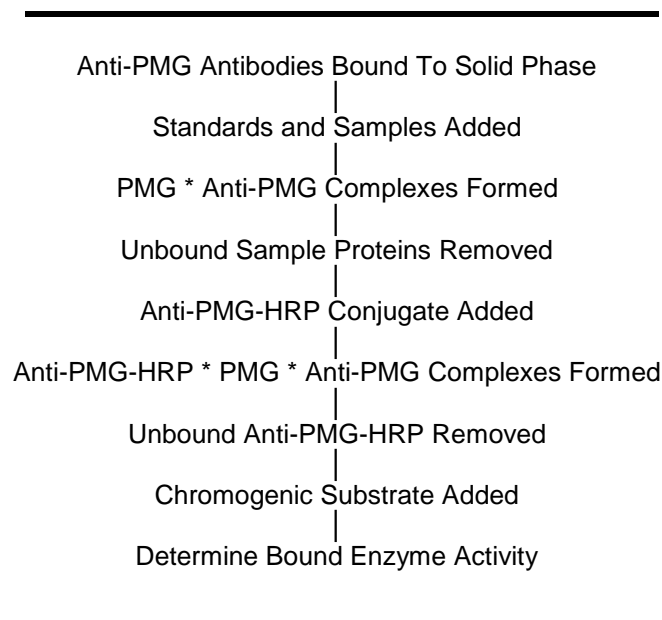 Anti-PMG Antibodies Bound To Solid Phase
Standards and Samples Added
PMG * Anti-PMG Complexes Formed
Unbound Sample Proteins Removed
Anti-PMG-HRP Conjugate Added
Anti-PMG-HRP * PMG * Anti-PMG Complexes Formed
Unbound Anti-PMG-HRP Removed
Chromogenic Substrate Added
Determine Bound Enzyme Activity